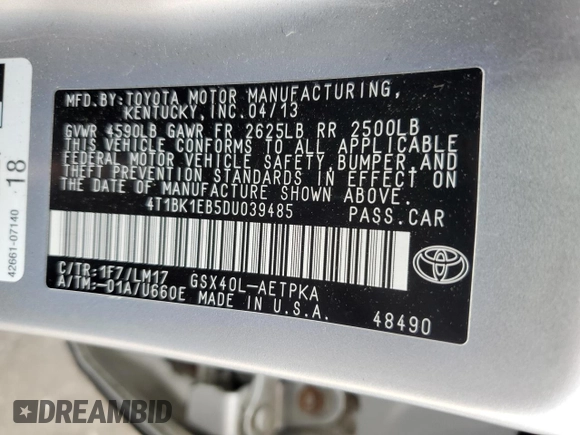 MFD.BY:TOYOTA MOTOR MANUFACTURING,
KENTUCKY, INC.04/13
GVWR 4590LB GAWR FR 2625LB RR 2500LB
THIS VEHICLE CONFORMS TO ALL APPLICABLE
FEDERAL MOTOR VEHICLE SAFETY,BUMPER,AND
THEFT PREVENTION STANDARDS IN EFFECT ON
THE DATE OF MANUFACTURE SHOWN ABOVE.
4T1BK1EB5DU039485 PASS.CAR
C/TR:1F7/LM17 GSX40L-AETPKA
A/TM:-01A/U660E MADE IN U.S.A.
48490
TOYOTA
42661-07140
18
DREAMBID